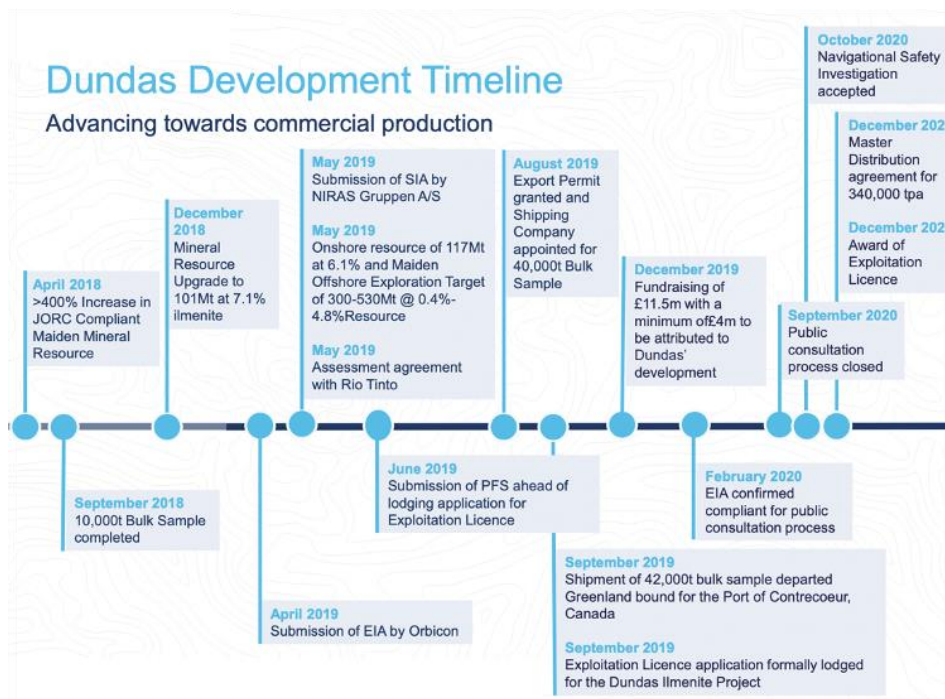 Dundas Development Timeline
Advancing towards commercial production
April 2018
>400% Increase in
JORC Compliant
Maiden Mineral
Resource
September 2018
10,000t Bulk Sample
completed
December
2018
Mineral
Resource
Upgrade to
101Mt at 7.1%
ilmenite
April 2019
Submission of EIA by Orbicon
May 2019
Submission of SIA by
NIRAS Gruppen A/S
May 2019
Onshore resource of 117Mt
at 6.1% and Maiden
Offshore Exploration Target
of 300-530Mt @ 0.4%-
4.8%Resource
May 2019
Assessment agreement
with Rio Tinto
June 2019
Submission of PFS ahead of
lodging application for
Exploitation Licence
August 2019
Export Permit
granted and
Shipping
Company
appointed for
40,000t Bulk
Sample
September 2019
Shipment of 42,000t bulk sample departed
Greenland bound for the Port of Contrecoeur,
Canada
September 2019
Exploitation Licence application formally lodged
for the Dundas Ilmenite Project
December 2019
Fundraising of
£11.5m with a
minimum of£4m to
be attributed to
Dundas'
development
February 2020
EIA confirmed
compliant for public
consultation process
September 2020
Public
consultation
process closed
October 2020
Navigational Safety
Investigation
accepted
December
Master
Distribution
agreement for
340,000 tpa
December
Award of
Exploitation
Licence